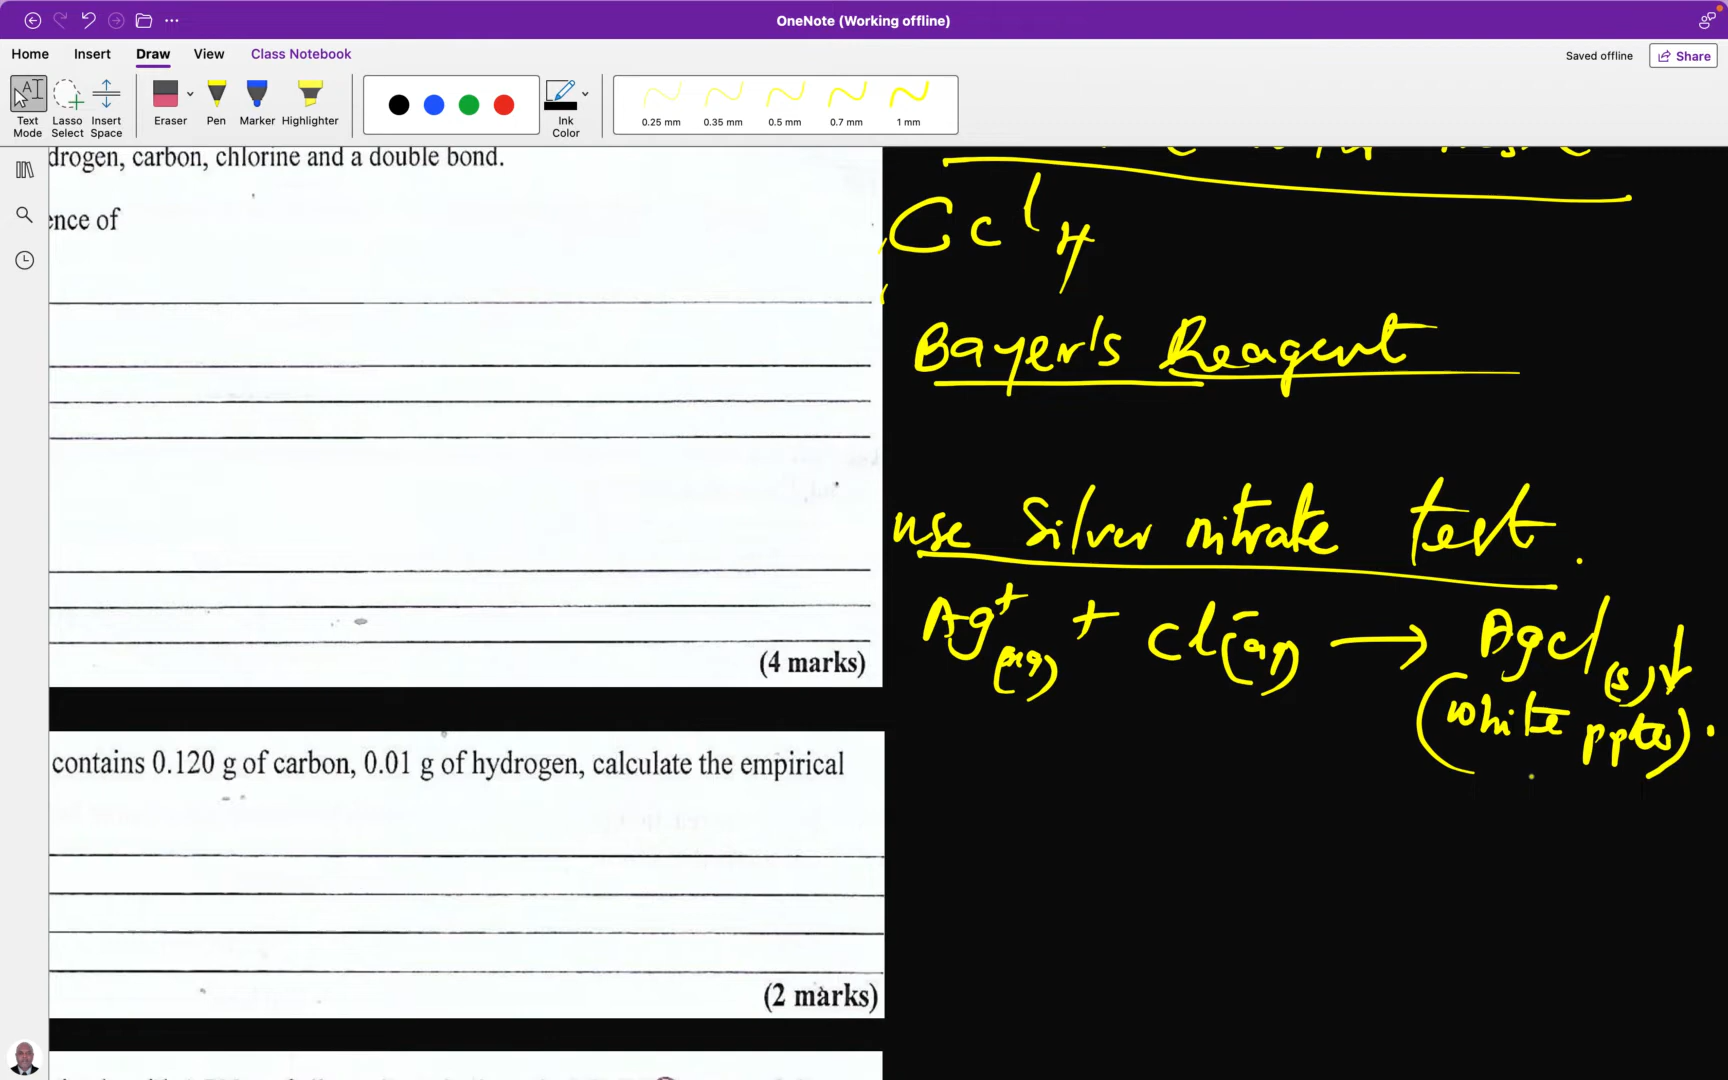 OneNote (Working offline)
Home Insert Draw View Class Notebook
Saved offline Share
Text Mode
Lasso Select
Insert Space
Eraser
Pen
Marker
Highlighter
Ink Color
0.25 mm 0.35 mm 0.5 mm 0.7 mm 1 mm
drogen, carbon, chlorine and a double bond.
ence of
(4 marks)
contains 0.120 g of carbon, 0.01 g of hydrogen, calculate the empirical
(2 marks)
CCl4
Bayer's Reagent
use Silver nitrate test.
Ag+(aq) + Cl-(aq) → AgCl(s)↓
(white ppte).